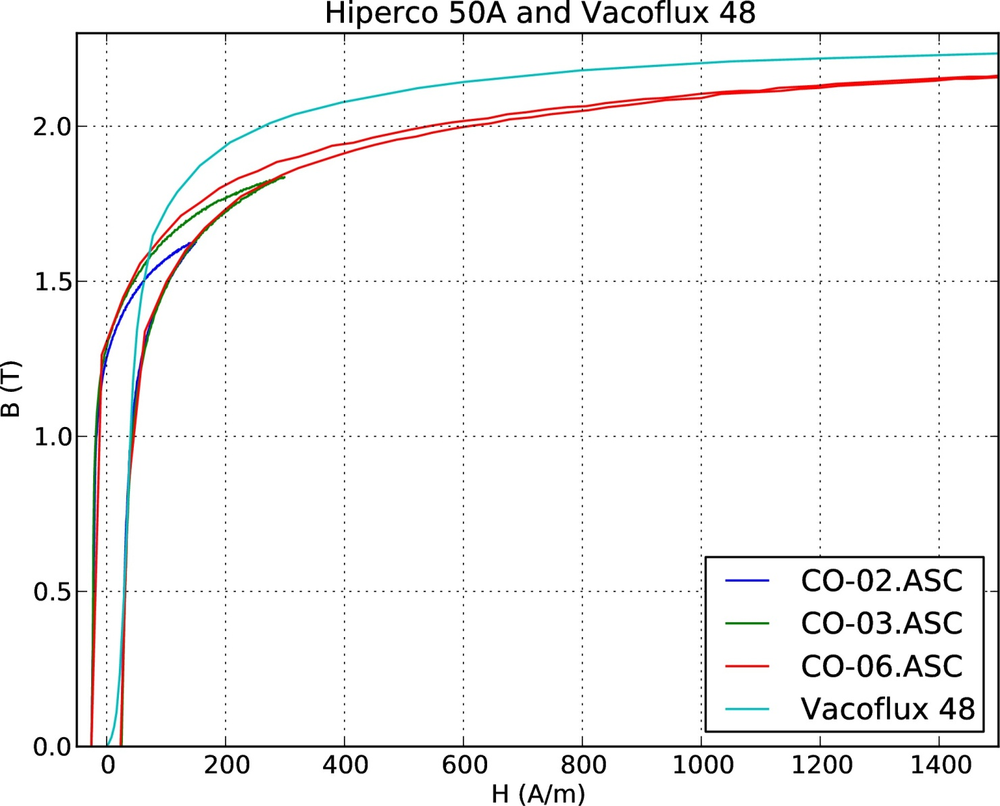 Hiperco 50A and Vacoflux 48
B (T)
2.0
1.5
1.0
0.5
0.0
CO-02.ASC
CO-03.ASC
CO-06.ASC
Vacoflux 48
0 200 400 600 800 1000 1200 1400
H (A/m)